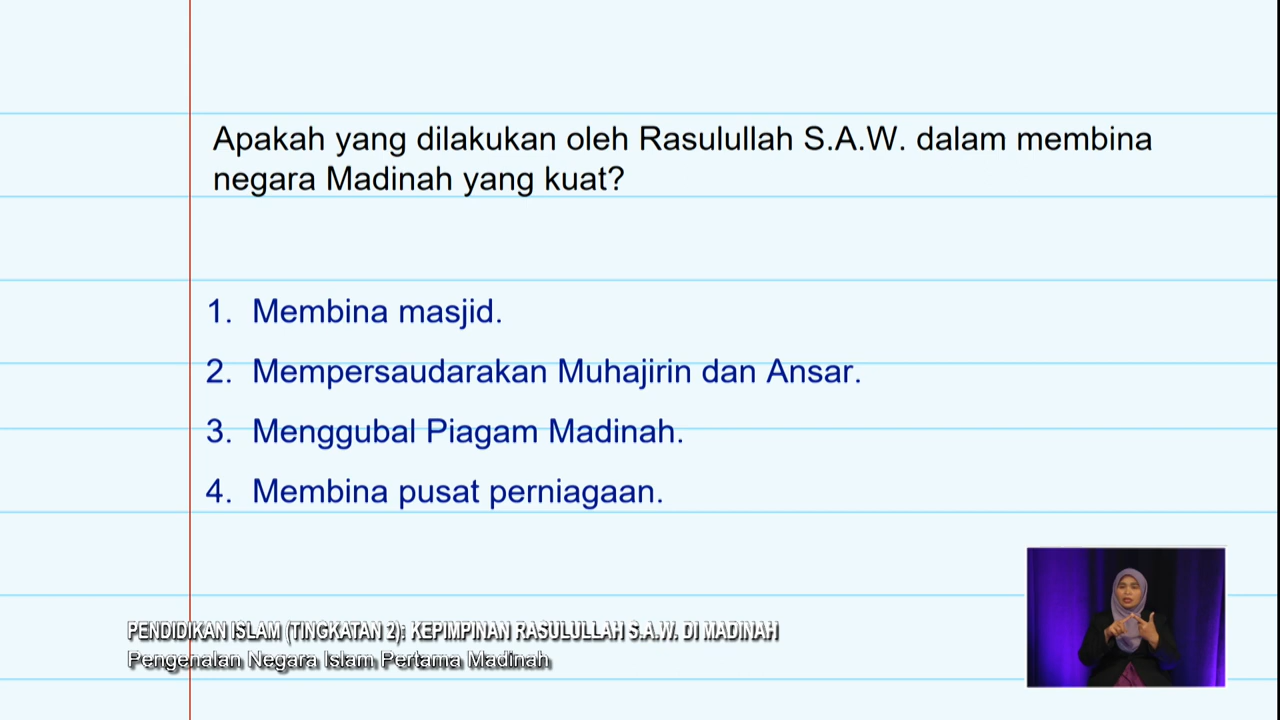 Apakah yang dilakukan oleh Rasulullah S.A.W. dalam membina
negara Madinah yang kuat?
1. Membina masjid.
2. Mempersaudarakan Muhajirin dan Ansar.
3. Menggubal Piagam Madinah.
4. Membina pusat perniagaan.
PENDIDIKAN ISLAM (TINGKATAN 2): KEPIMPINAN RASULULLAH S.A.W. DI MADINAH
Pengenalan Negara Islam Pertama Madinah